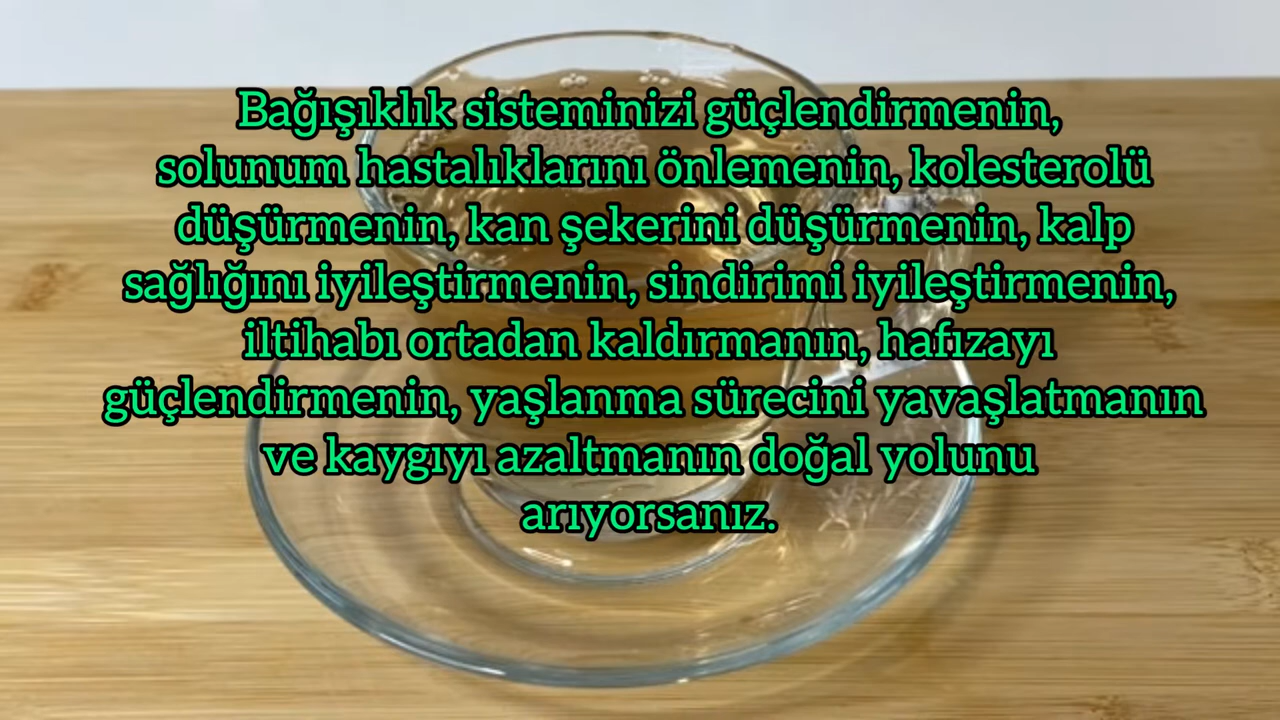 Bağışıklık sisteminizi güçlendirmenin,
solunum hastalıklarını önlemenin, kolesterolü
düşürmenin, kan şekerini düşürmenin, kalp
sağlığını iyileştirmenin, sindirimi iyileştirmenin,
iltihabı ortadan kaldırmanın, hafızayı
güçlendirmenin, yaşlanma sürecini yavaşlatmanın
ve kaygıyı azaltmanın doğal yolunu
arıyorsanız.